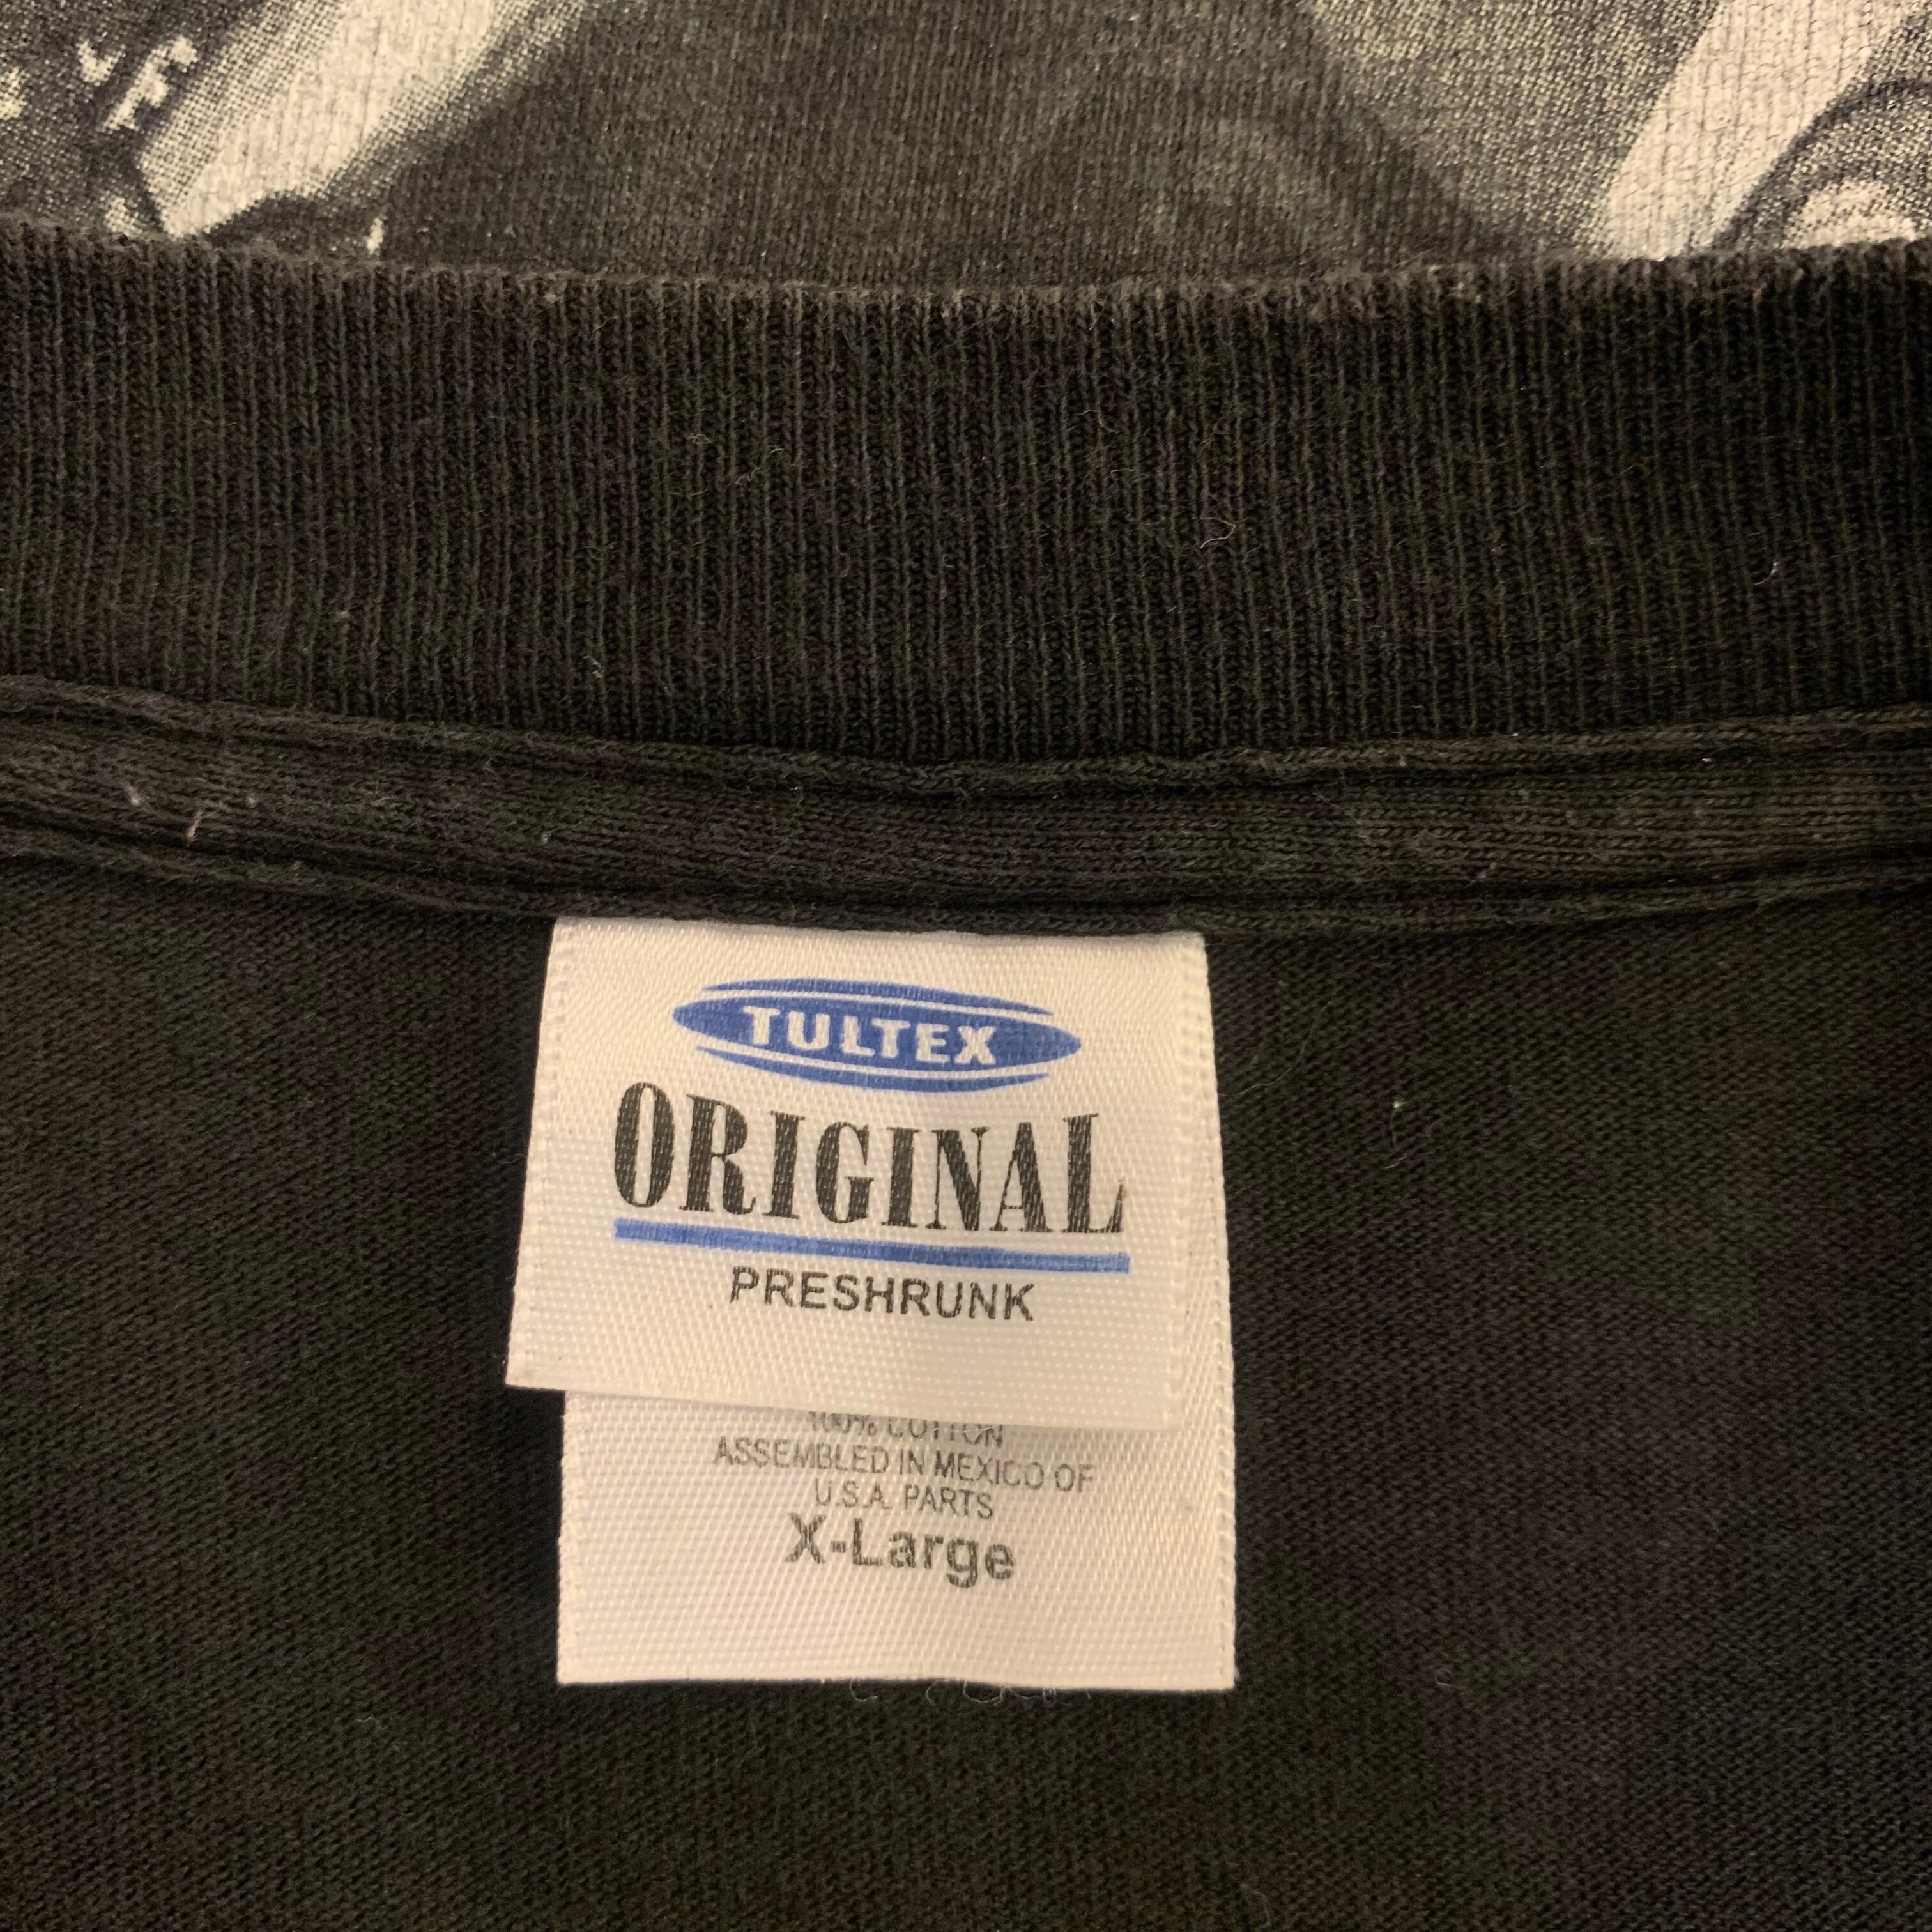 TULTEX
ORIGINAL
PRESHRUNK
100% COTTON
ASSEMBLED IN MEXICO OF
U.S.A. PARTS
X-Large